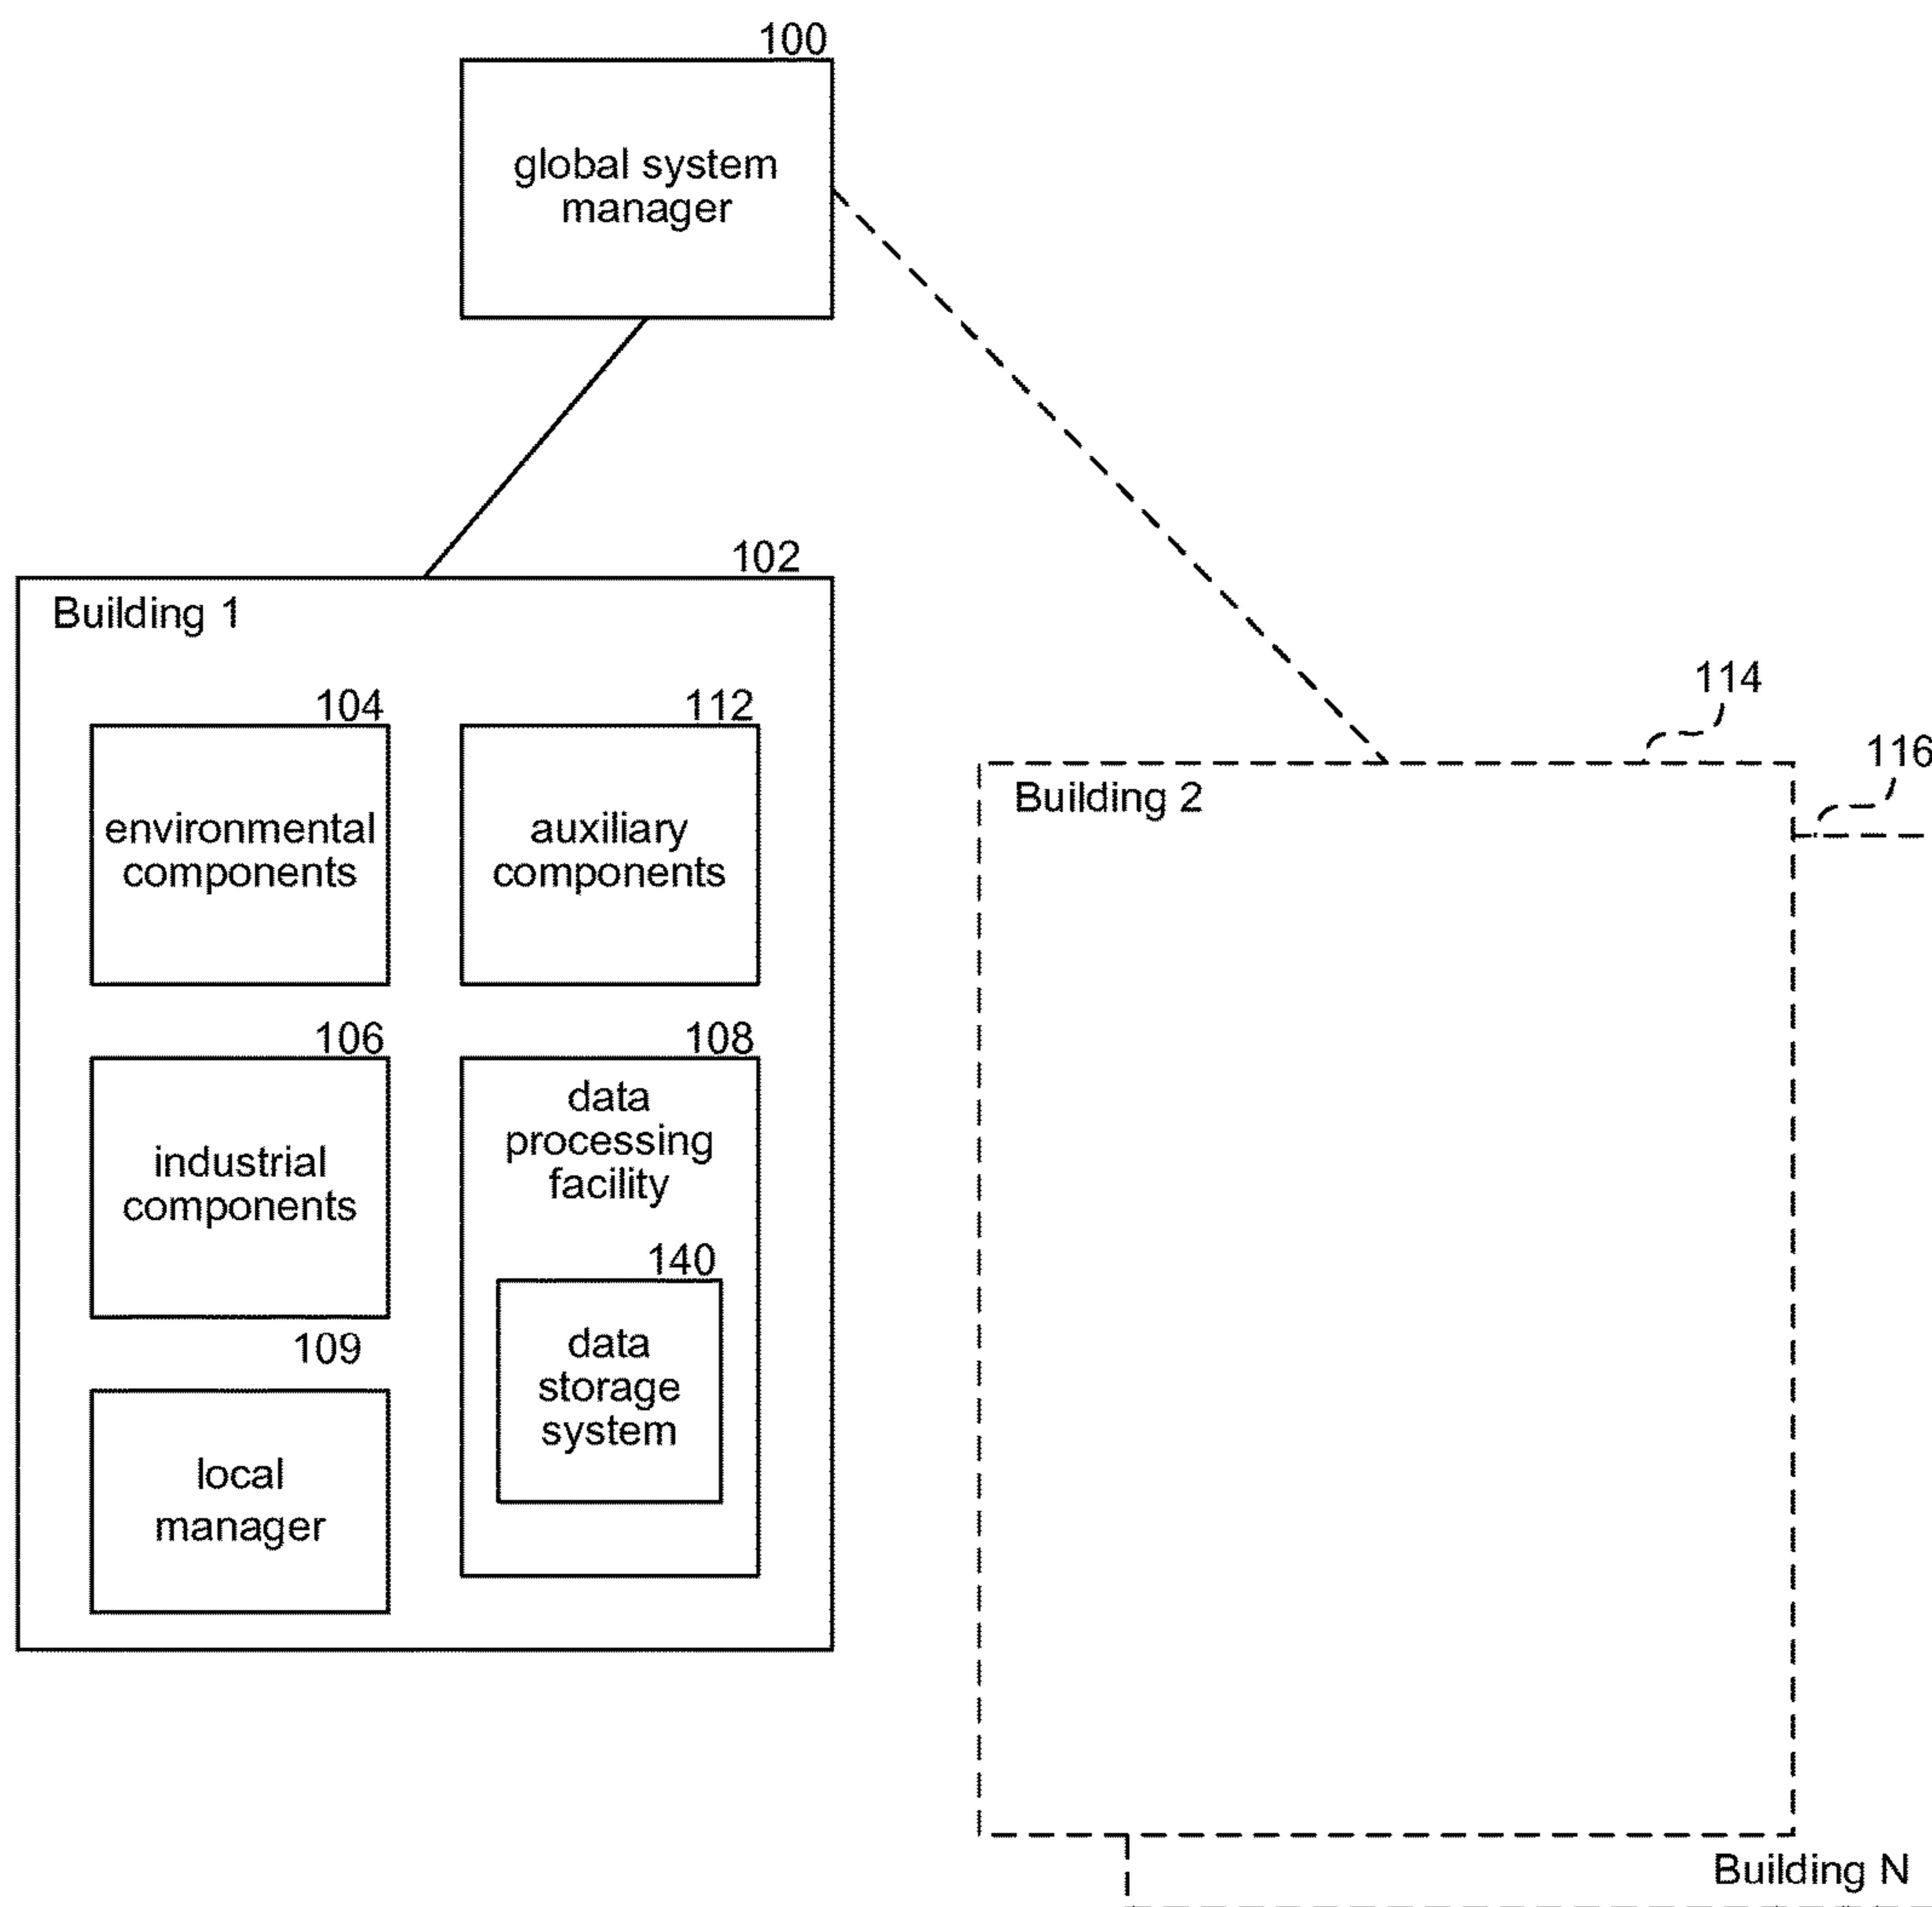 100
global system
manager
102
Building 1
104
environmental
components
112
auxiliary
components
106
industrial
components
108
data
processing
facility
140
data
storage
system
109
local
manager
114
116
Building 2
Building N